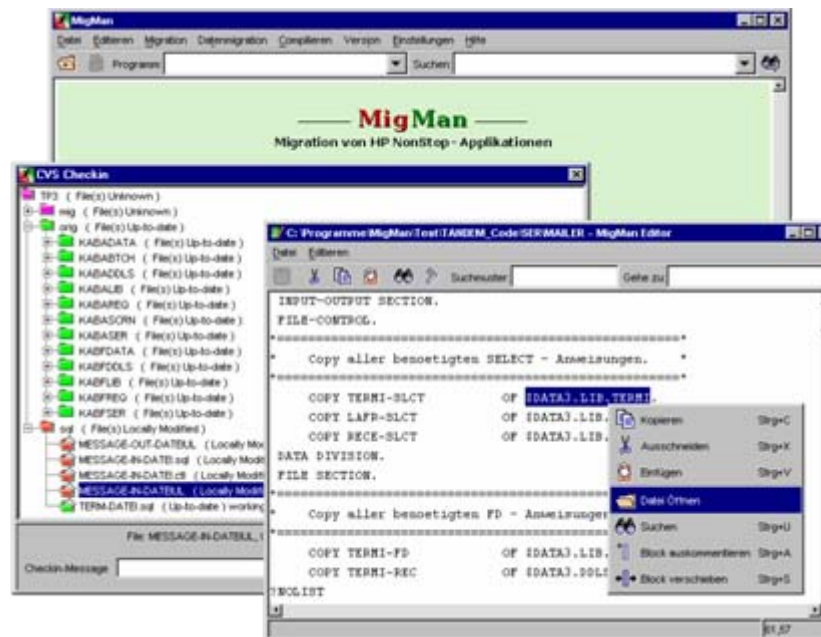 MigMan
Datei Editieren Migration Datenmigration Compilieren Version Einstellungen Hilfe
Programm Suchen
MigMan
Migration von HP NonStop-Applikationen
CVS Checkin
TP3 ( File(s) Unknown )
mig ( File(s) Unknown )
orig ( File(s) Up-to-date )
KABADATA ( File(s) Up-to-date )
KABABTCH ( File(s) Up-to-date )
KABADDLS ( File(s) Up-to-date )
KABALIB ( File(s) Up-to-date )
KABAREQ ( File(s) Up-to-date )
KABASCRN ( File(s) Up-to-date )
KABASER ( File(s) Up-to-date )
KABFDATA ( File(s) Up-to-date )
KABFDDLS ( File(s) Up-to-date )
KABFLIB ( File(s) Up-to-date )
KABFREQ ( File(s) Up-to-date )
KABFSER ( File(s) Up-to-date )
sql ( File(s) Locally Modified )
MESSAGE-OUT-DATEI.UL ( Locally Mo
MESSAGE-IN-DATEI.sql ( Locally Modifi
MESSAGE-IN-DATEI.ctl ( Locally Modifi
MESSAGE-IN-DATEI.UL ( Locally Modif
TERM-DATEI.sql ( Up-to-date ) working
File: MESSAGE-IN-DATEI.UL,
Checkin-Message
C:\Programme\MigMan\Test\TANDEM_Code\SER\MAILER - MigMan Editor
Datei Editieren
Suchmuster Gehe zu
INPUT-OUTPUT SECTION.
FILE-CONTROL.
* Copy aller benoetigten SELECT - Anweisungen. *
COPY TERMI-SLCT OF $DATA3.LIB.TERMI.
COPY LAFR-SLCT OF $DATA3.LIB.
COPY RECE-SLCT OF $DATA3.LIB.
DATA DIVISION.
FILE SECTION.
* Copy aller benoetigten FD - Anweisungen
COPY TERMI-FD OF $DATA3.LIB.
COPY TERMI-REC OF $DATA3.DDLS
?NOLIST
Kopieren Strg+C
Ausschneiden Strg+X
Einfügen Strg+V
Datei Öffnen
Suchen Strg+U
Block auskommentieren Strg+A
Block verschieben Strg+S
61,57